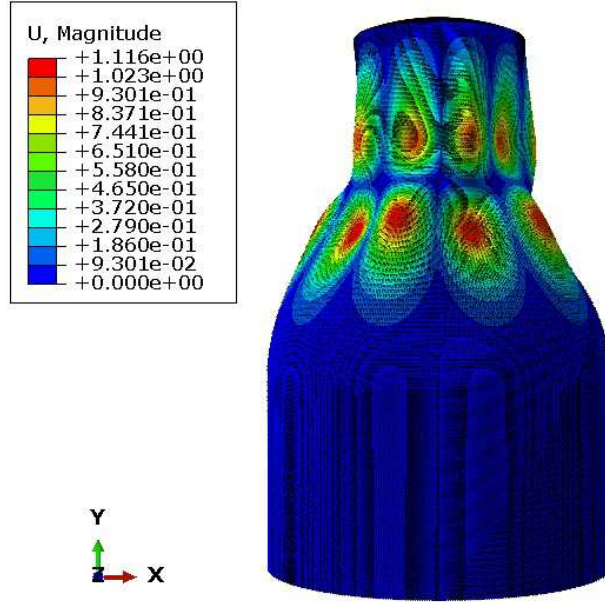 U, Magnitude
+1.116e+00
+1.023e+00
+9.301e-01
+8.371e-01
+7.441e-01
+6.510e-01
+5.580e-01
+4.650e-01
+3.720e-01
+2.790e-01
+1.860e-01
+9.301e-02
+0.000e+00
Y
Z X